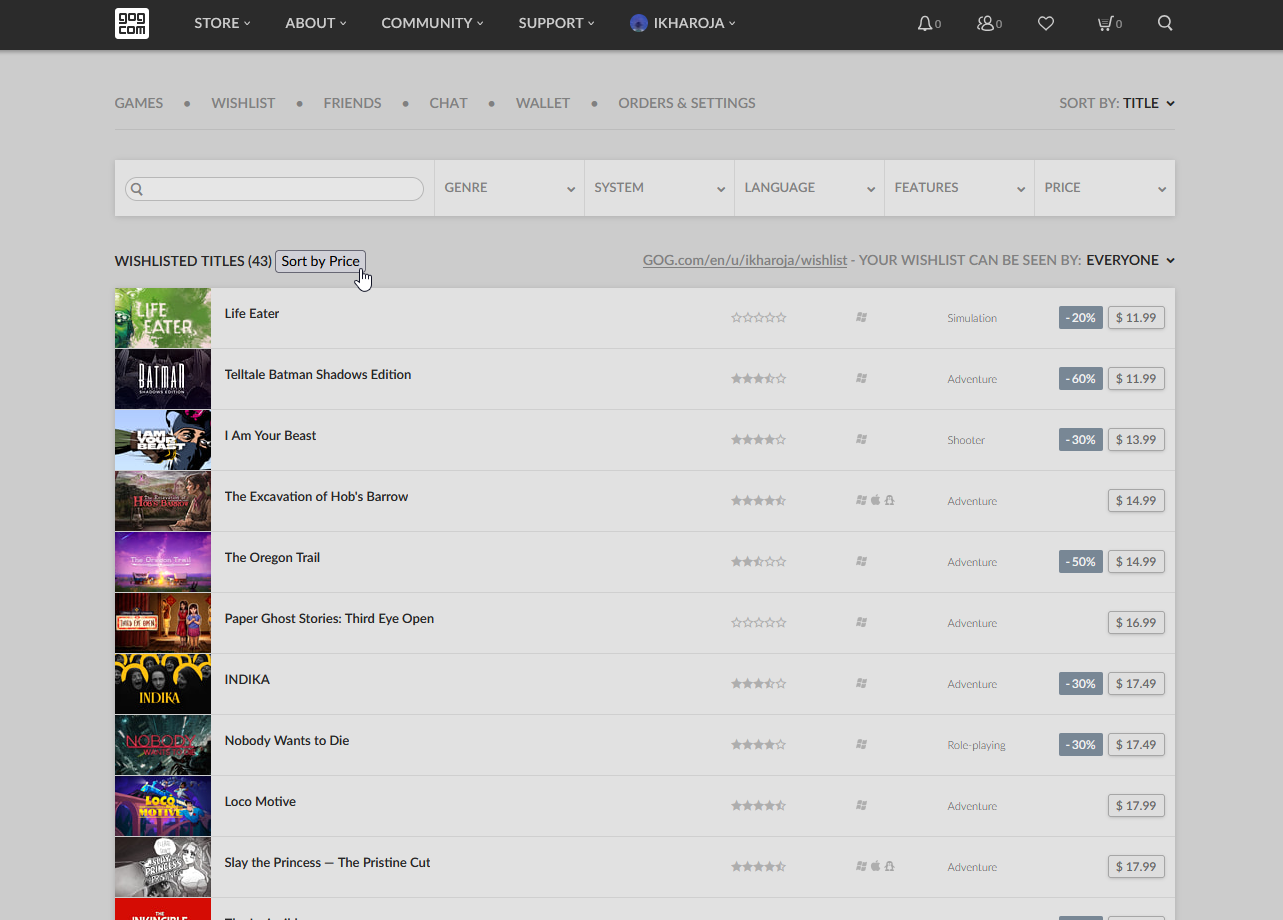 gog com STORE ABOUT COMMUNITY SUPPORT IKHAROJA 0 0 0
GAMES • WISHLIST • FRIENDS • CHAT • WALLET • ORDERS & SETTINGS SORT BY: TITLE
GENRE SYSTEM LANGUAGE FEATURES PRICE
WISHLISTED TITLES (43) Sort by Price GOG.com/en/u/ikharoja/wishlist - YOUR WISHLIST CAN BE SEEN BY: EVERYONE
LIFE EATER Life Eater Simulation -20% $ 11.99
BATMAN SHADOWS EDITION Telltale Batman Shadows Edition Adventure -60% $ 11.99
I AM YOUR BEAST I Am Your Beast Shooter -30% $ 13.99
The Excavation of HOB'S BARROW The Excavation of Hob's Barrow Adventure $ 14.99
The Oregon Trail The Oregon Trail Adventure -50% $ 14.99
THIRD EYE OPEN Paper Ghost Stories: Third Eye Open Adventure $ 16.99
INDIKA INDIKA Adventure -30% $ 17.49
NOBODY WANTS TO DIE Nobody Wants to Die Role-playing -30% $ 17.49
LOCO MOTIVE Loco Motive Adventure $ 17.99
SLAY THE PRINCESS PRISTINE Slay the Princess — The Pristine Cut Adventure $ 17.99
THE